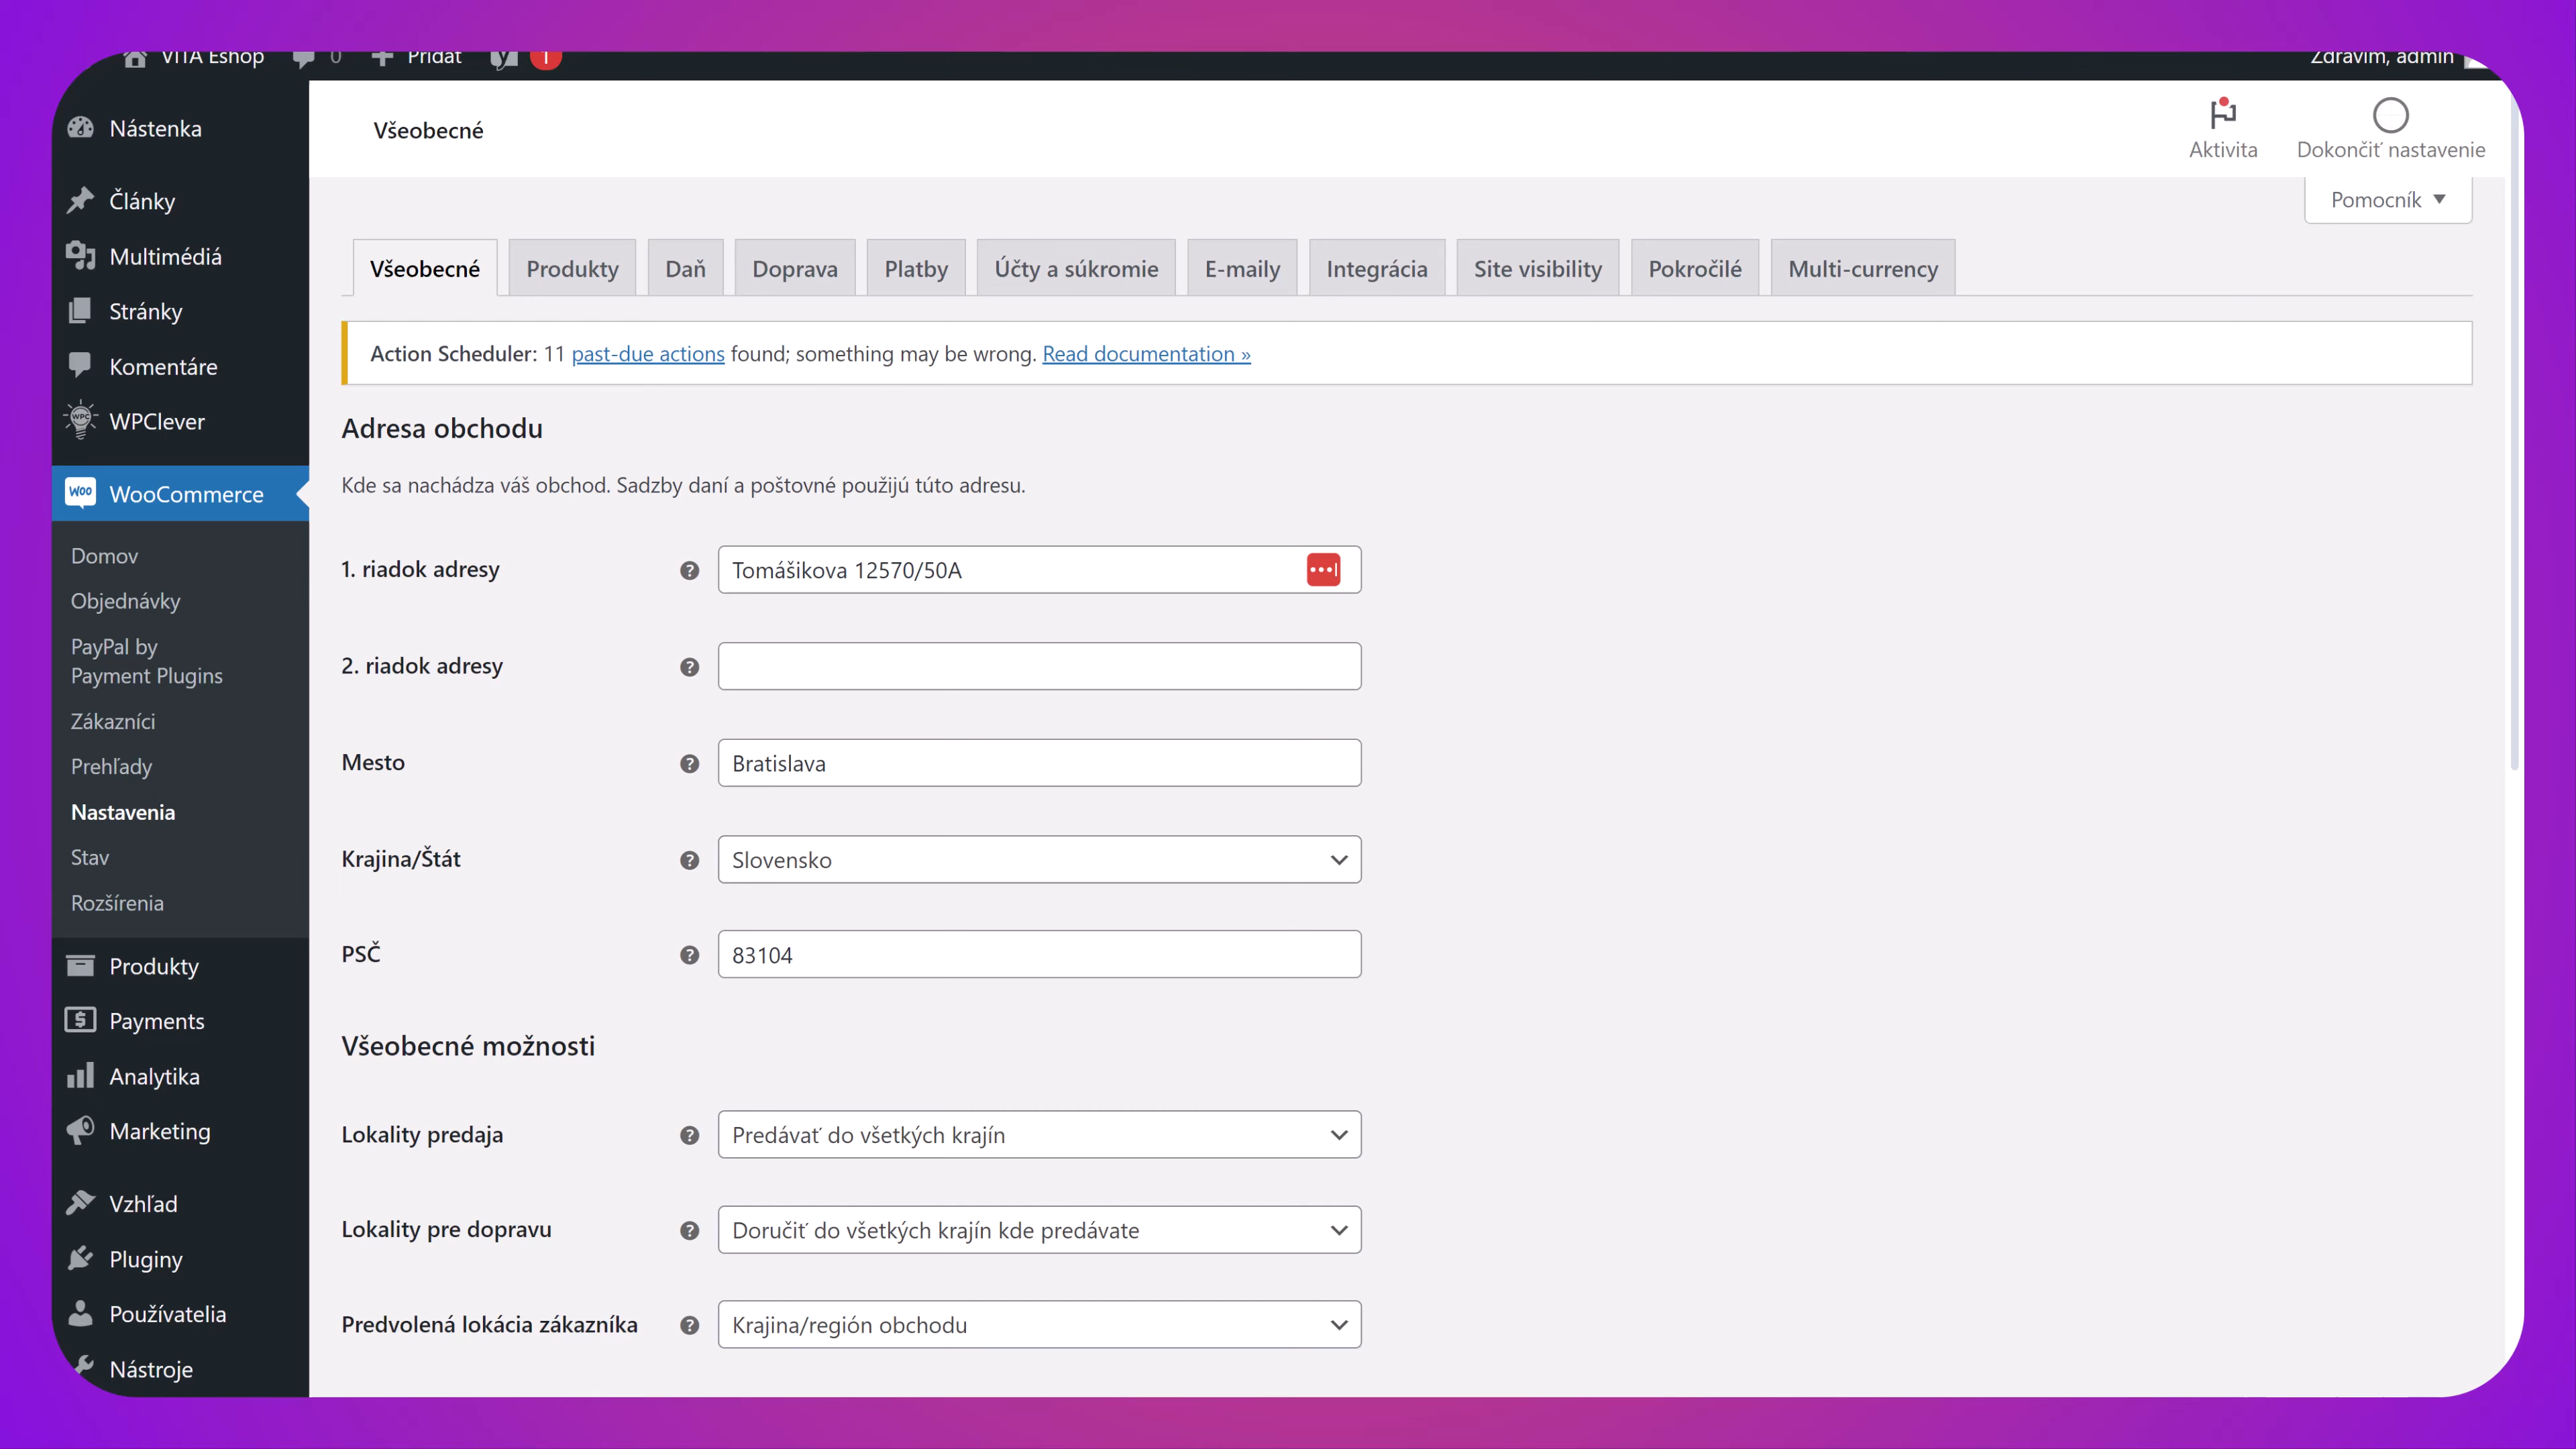 VITA Eshop 0 Pridať 1 Zdravím, admin
Všeobecné
Aktivita
Dokončiť nastavenie
Pomocník
Všeobecné Produkty Daň Doprava Platby Účty a súkromie E-maily Integrácia Site visibility Pokročilé Multi-currency
Action Scheduler: 11 past-due actions found; something may be wrong. Read documentation »
Adresa obchodu
Kde sa nachádza váš obchod. Sadzby daní a poštovné použijú túto adresu.
1. riadok adresy ? Tomášikova 12570/50A
2. riadok adresy ?
Mesto ? Bratislava
Krajina/Štát ? Slovensko
PSČ ? 83104
Všeobecné možnosti
Lokality predaja ? Predávať do všetkých krajín
Lokality pre dopravu ? Doručiť do všetkých krajín kde predávate
Predvolená lokácia zákazníka ? Krajina/región obchodu
Nástenka
Články
Multimédiá
Stránky
Komentáre
WPC WPClever
Woo WooCommerce
Domov
Objednávky
PayPal by
Payment Plugins
Zákazníci
Prehľady
Nastavenia
Stav
Rozšírenia
Produkty
Payments
Analytika
Marketing
Vzhľad
Pluginy
Používatelia
Nástroje